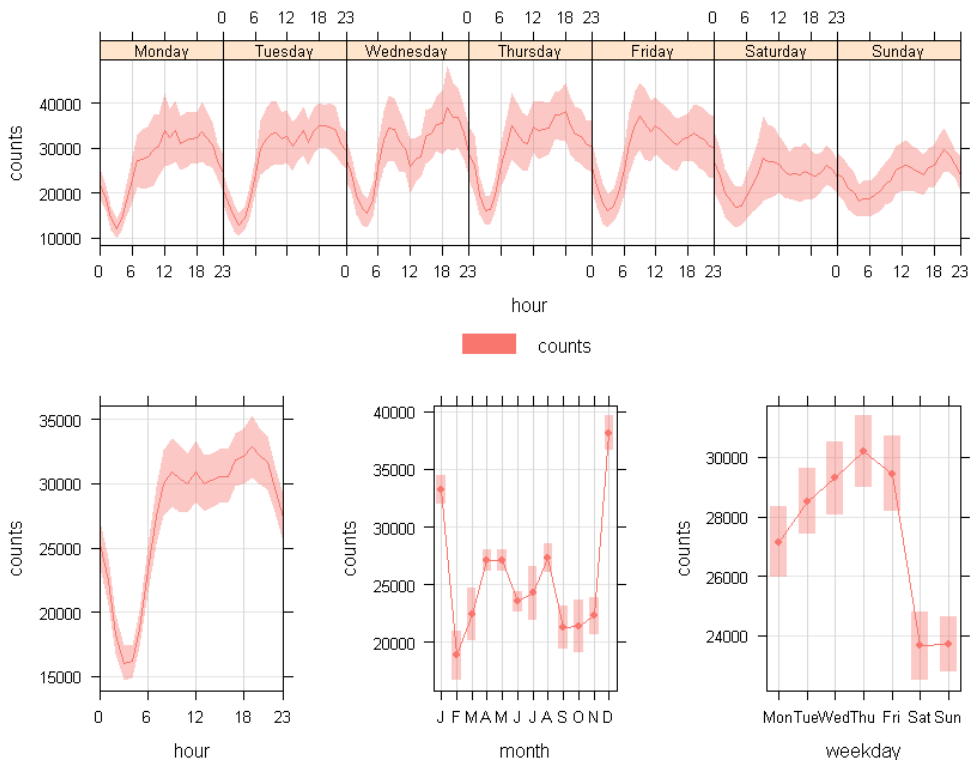 0 6 12 18 23 0 6 12 18 23 0 6 12 18 23
Monday Tuesday Wednesday Thursday Friday Saturday Sunday
40000
30000
20000
10000
counts
0 6 12 18 23 0 6 12 18 23 0 6 12 18 23 0 6 12 18 23
hour
counts
35000
30000
25000
20000
15000
counts
0 6 12 18 23
hour
40000
35000
30000
25000
20000
counts
J F M A M J J A S O N D
month
30000
28000
26000
24000
counts
Mon Tue Wed Thu Fri Sat Sun
weekday